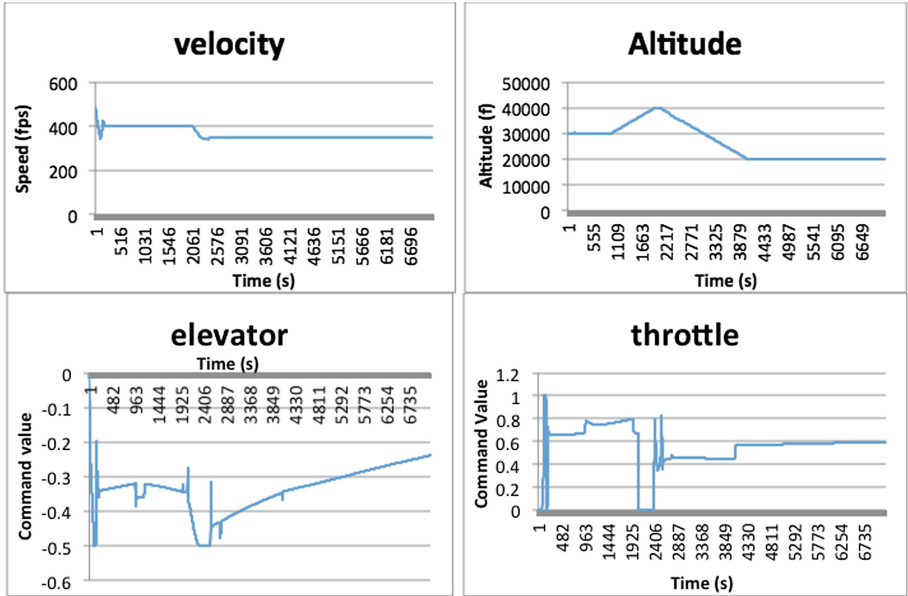 velocity
Speed (fps)
600
400
200
0
1 516 1031 1546 2061 2576 3091 3606 4121 4636 5151 5666 6181 6696
Time (s)
Altitude
Altitude (f)
50000
40000
30000
20000
10000
0
1 555 1109 1663 2217 2771 3325 3879 4433 4987 5541 6095 6649
Time (s)
elevator
Time (s)
Command value
0
-0.1
-0.2
-0.3
-0.4
-0.5
-0.6
1 482 963 1444 1925 2406 2887 3368 3849 4330 4811 5292 5773 6254 6735
throttle
Command Value
1.2
1
0.8
0.6
0.4
0.2
0
1 482 963 1444 1925 2406 2887 3368 3849 4330 4811 5292 5773 6254 6735
Time (s)